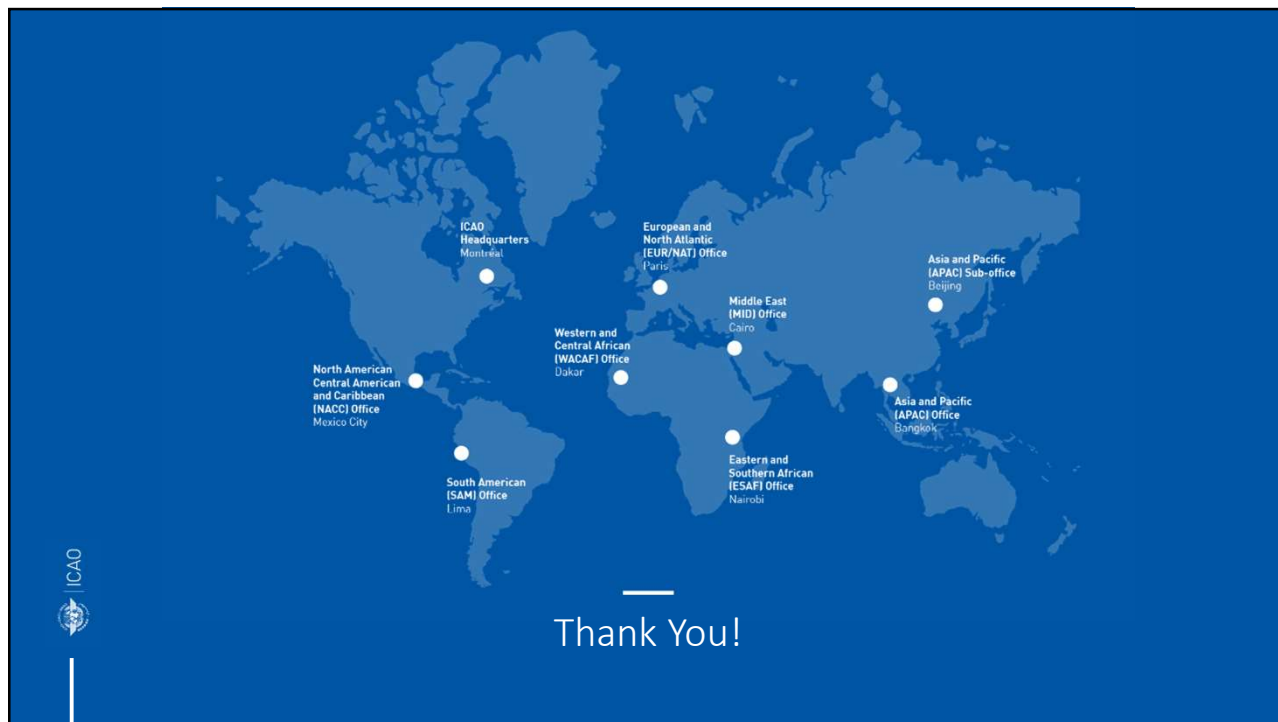 ICAO
Headquarters
Montréal
European and
North Atlantic
(EUR/NAT) Office
Paris
Asia and Pacific
(APAC) Sub-office
Beijing
Middle East
(MID) Office
Cairo
Western and
Central African
(WACAF) Office
Dakar
North American
Central American
and Caribbean
(NACC) Office
Mexico City
Asia and Pacific
(APAC) Office
Bangkok
Eastern and
Southern African
(ESAF) Office
Nairobi
South American
(SAM) Office
Lima
ICAO
Thank You!